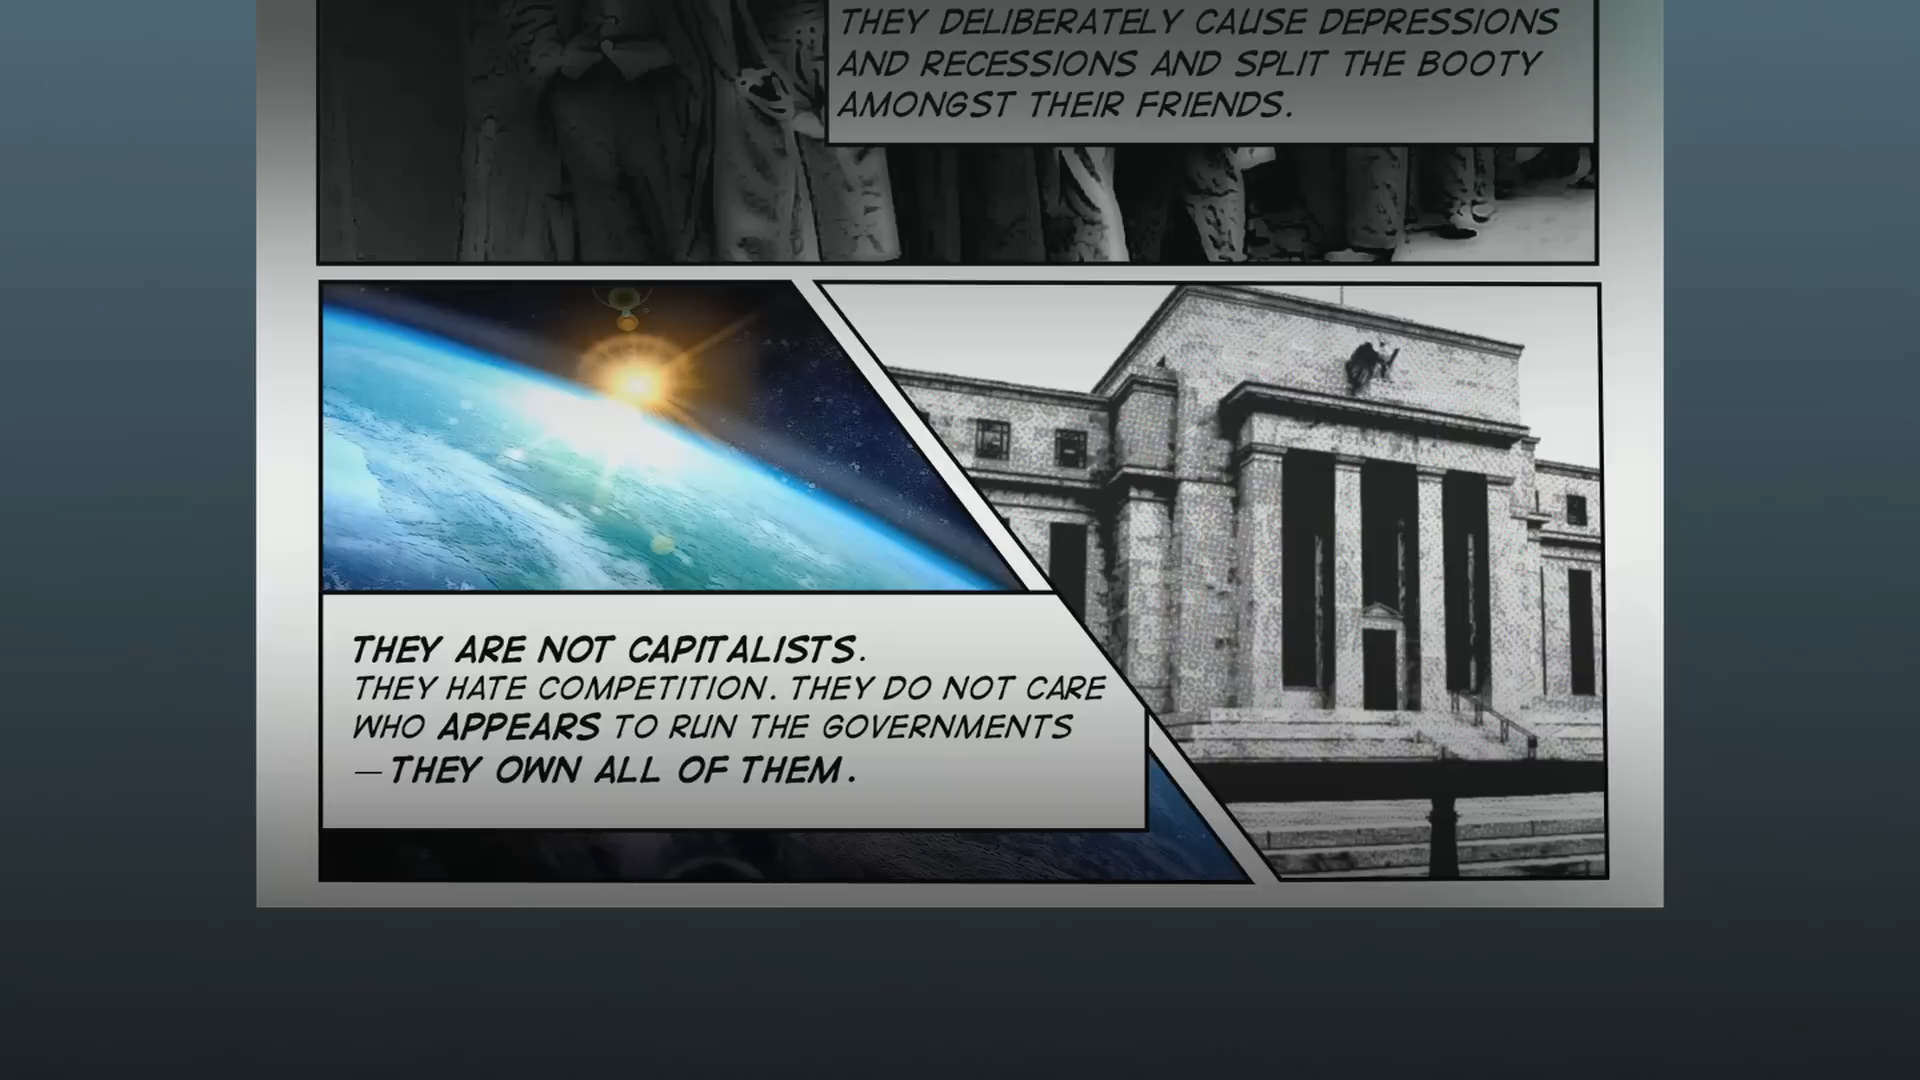 THEY DELIBERATELY CAUSE DEPRESSIONS
AND RECESSIONS AND SPLIT THE BOOTY
AMONGST THEIR FRIENDS.
THEY ARE NOT CAPITALISTS.
THEY HATE COMPETITION. THEY DO NOT CARE
WHO APPEARS TO RUN THE GOVERNMENTS
—THEY OWN ALL OF THEM.